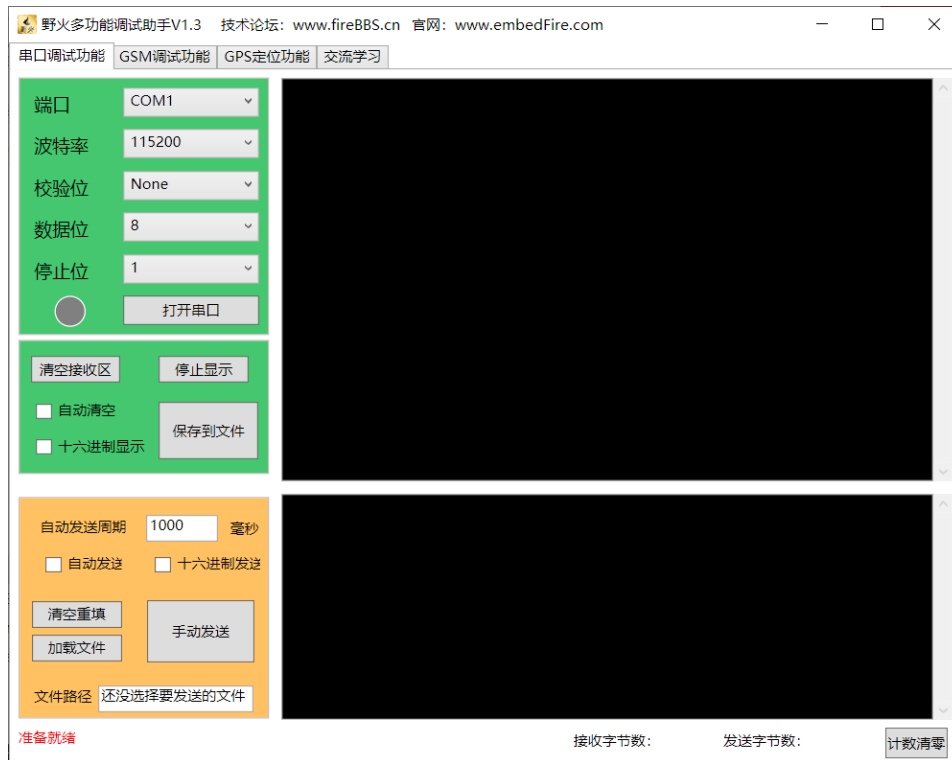 野火多功能调试助手V1.3 技术论坛：www.fireBBS.cn 官网：www.embedFire.com
串口调试功能 GSM调试功能 GPS定位功能 交流学习
端口 COM1
波特率 115200
校验位 None
数据位 8
停止位 1
打开串口
清空接收区 停止显示
自动清空
保存到文件
十六进制显示
自动发送周期 1000 毫秒
自动发送 十六进制发送
清空重填
手动发送
加载文件
文件路径 还没选择要发送的文件
准备就绪 接收字节数： 发送字节数： 计数清零